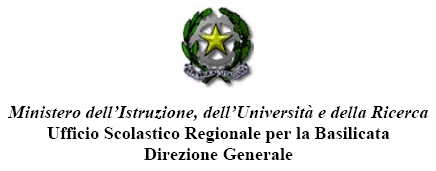 Ministero dell'Istruzione, dell'Università e della Ricerca
Ufficio Scolastico Regionale per la Basilicata
Direzione Generale